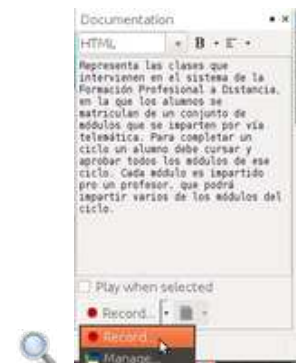 Documentation
HTML B
Representa las clases que
intervienen en el sistema de la
Formación Profesional a Distancia,
en la que los alumnos se
matriculan de un conjunto de
módulos que se imparten por vía
telemática. Para completar un
ciclo un alumno debe cursar y
aprobar todos los módulos de ese
ciclo. Cada módulo es impartido
pro un profesor, que podrá
impartir varios de los módulos del
ciclo.
Play when selected
Record...
Record...
Manage...